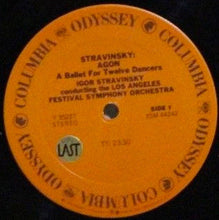 COLUMBIA ODYSSEY COLUMBIA ODYSSEY COLUMBIA ODYSSEY
STRAVINSKY:
AGON
A Ballet For Twelve Dancers
IGOR STRAVINSKY
conducting the LOS ANGELES
FESTIVAL SYMPHONY ORCHESTRA
STEREO
SIDE 1
LAST